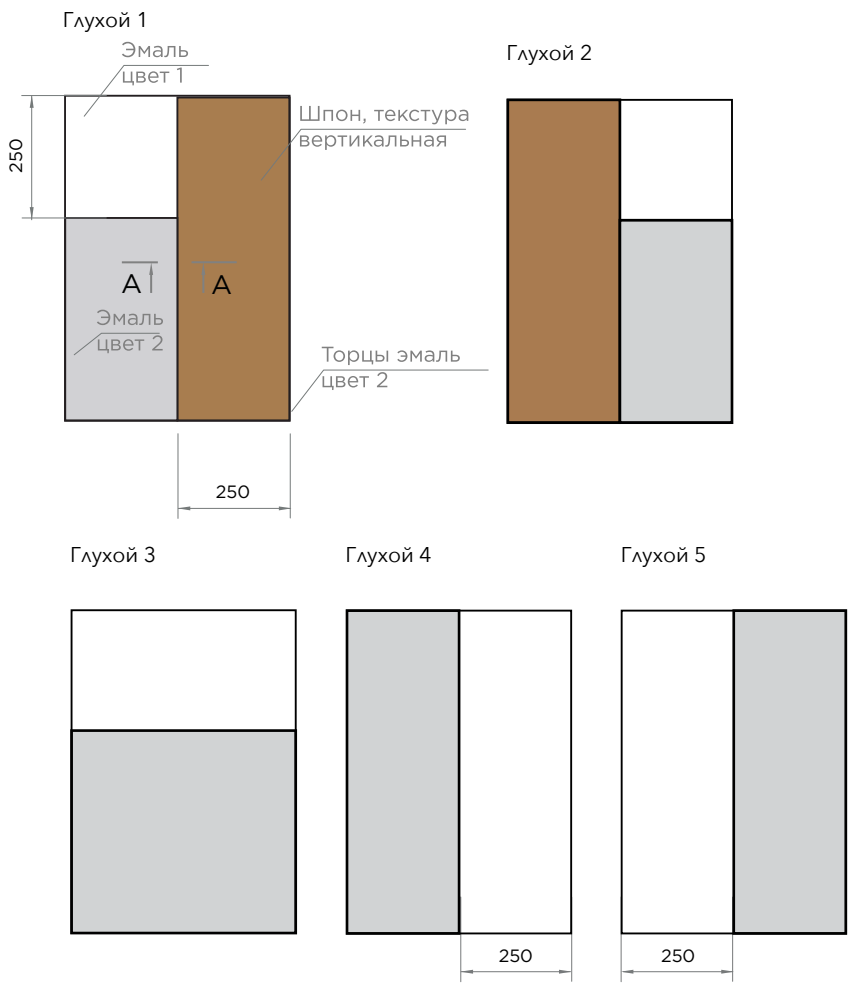 Глухой 1
Эмаль
цвет 1
Глухой 2
Шпон, текстура
вертикальная
250
А
А
Эмаль
цвет 2
Торцы эмаль
цвет 2
250
Глухой 3
Глухой 4
Глухой 5
250
250